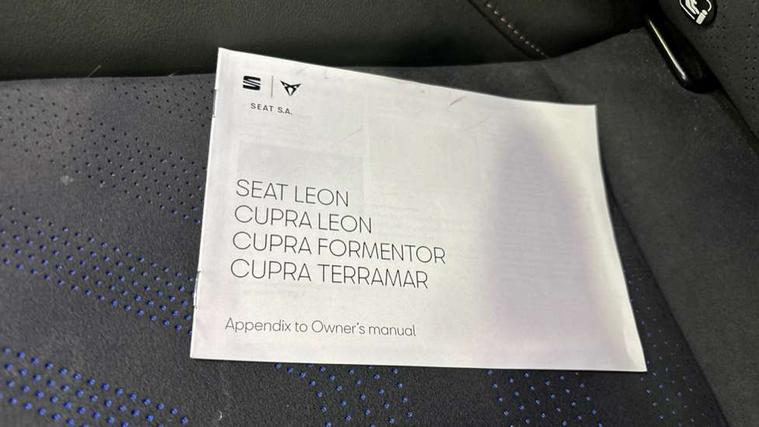 SEAT S.A.
SEAT LEON
CUPRA LEON
CUPRA FORMENTOR
CUPRA TERRAMAR
Appendix to Owner's manual